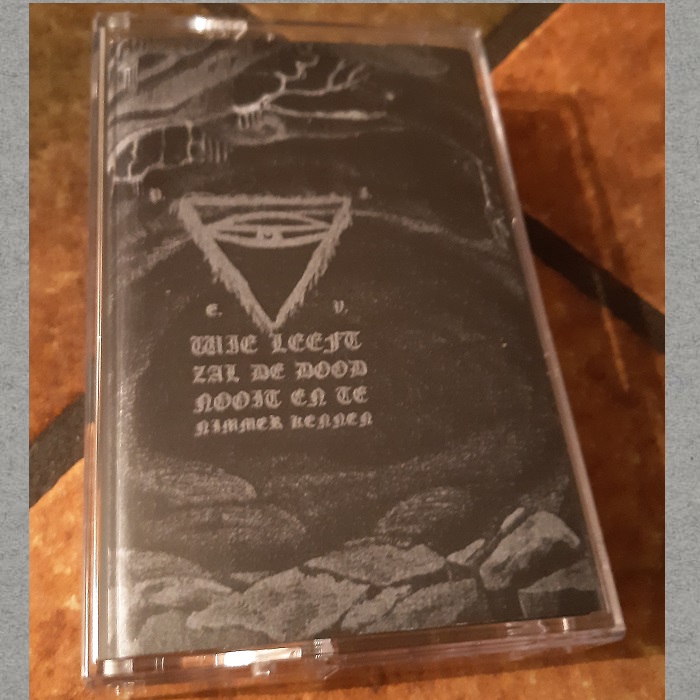 E. V.
WIE LEEFT
ZAL DE DOOD
NOOIT EN TE
NIMMER KENNEN